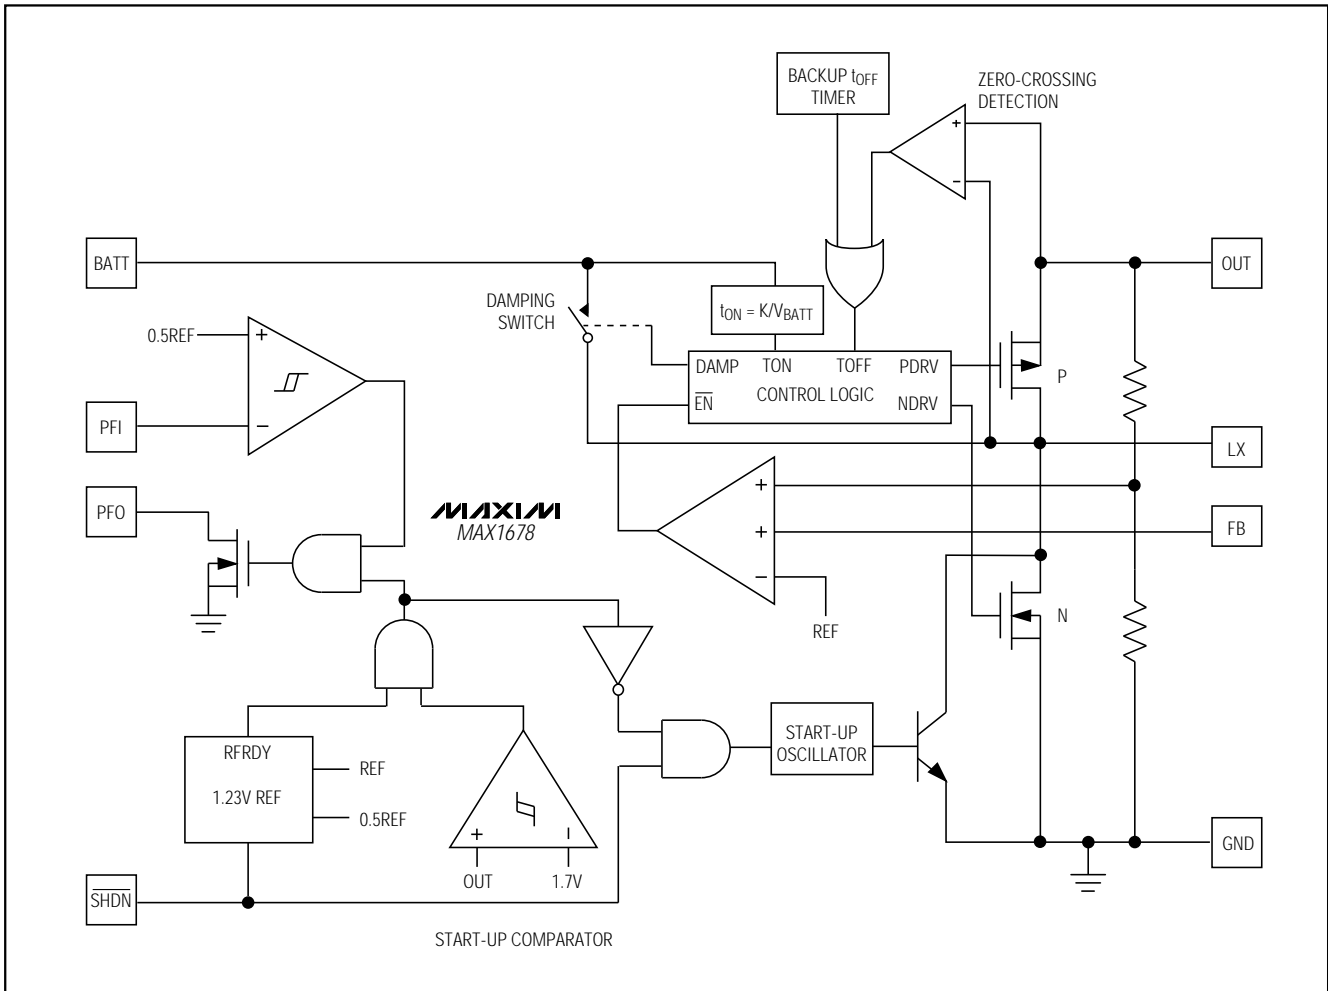 BACKUP tOFF
TIMER
ZERO-CROSSING
DETECTION
BATT
OUT
DAMPING
SWITCH
tON = K/VBATT
0.5REF
+
−
DAMP TON TOFF PDRV
EN CONTROL LOGIC NDRV
P
PFI
LX
PFO
MAXIM
MAX1678
+
+
−
FB
REF
N
RFRDY
1.23V REF
REF
0.5REF
START-UP
OSCILLATOR
+ −
OUT 1.7V
GND
SHDN
START-UP COMPARATOR